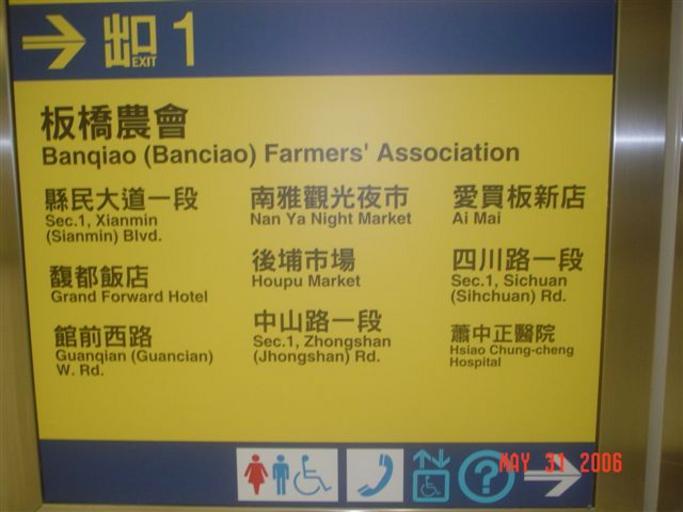 出口 1
EXIT
板橋農會
Banqiao (Banciao) Farmers' Association
縣民大道一段
Sec.1, Xianmin
(Sianmin) Blvd.
馥都飯店
Grand Forward Hotel
館前西路
Guanqian (Guancian)
W. Rd.
南雅觀光夜市
Nan Ya Night Market
後埔市場
Houpu Market
中山路一段
Sec.1, Zhongshan
(Jhongshan) Rd.
愛買板新店
Ai Mai
四川路一段
Sec.1, Sichuan
(Sihchuan) Rd.
蕭中正醫院
Hsiao Chung-cheng
Hospital
?
MAY 31 2006